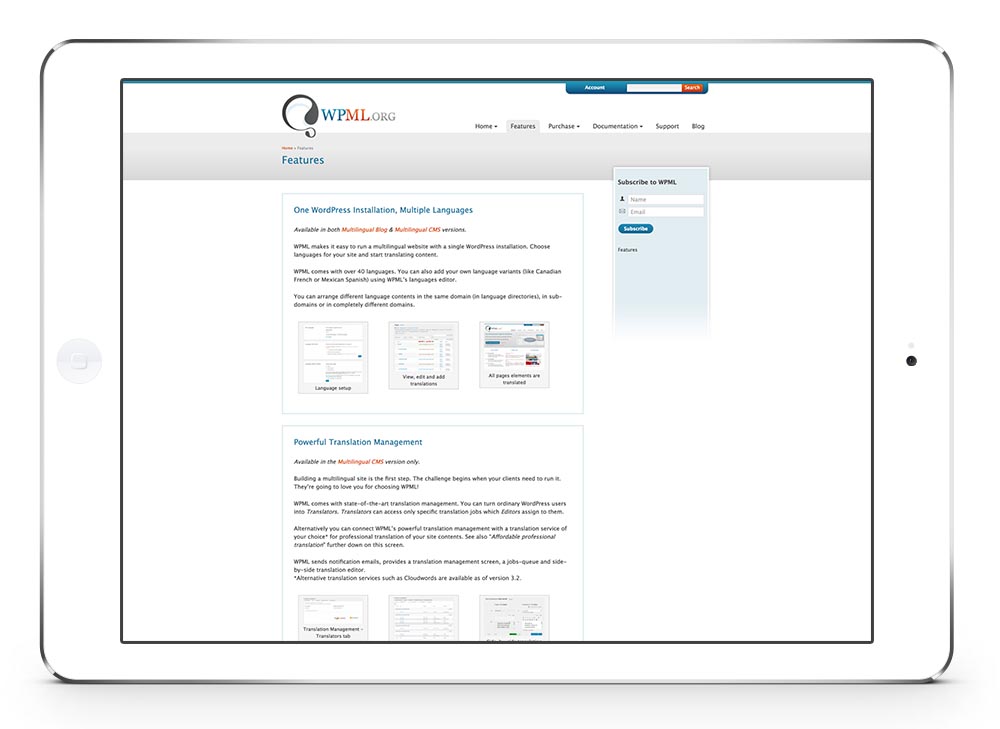 Account
Search
WPML.ORG
Home
Features
Purchase
Documentation
Support
Blog
Home » Features
Features
Subscribe to WPML
Name
Email
Subscribe
Features
One WordPress Installation, Multiple Languages
Available in both Multilingual Blog & Multilingual CMS versions.
WPML makes it easy to run a multilingual website with a single WordPress installation. Choose
languages for your site and start translating content.
WPML comes with over 40 languages. You can also add your own language variants (like Canadian
French or Mexican Spanish) using WPML's languages editor.
You can arrange different language contents in the same domain (in language directories), in sub-
domains or in completely different domains.
Language setup
View, edit and add
translations
All pages elements are
translated
Powerful Translation Management
Available in the Multilingual CMS version only.
Building a multilingual site is the first step. The challenge begins when your clients need to run it.
They're going to love you for choosing WPML!
WPML comes with state-of-the-art translation management. You can turn ordinary WordPress users
into Translators. Translators can access only specific translation jobs which Editors assign to them.
Alternatively you can connect WPML's powerful translation management with a translation service of
your choice* for professional translation of your site contents. See also "Affordable professional
translation" further down on this screen.
WPML sends notification emails, provides a translation management screen, a jobs-queue and side-
by-side translation editor.
*Alternative translation services such as Cloudwords are available as of version 3.2.
Translation Management –
Translators tab